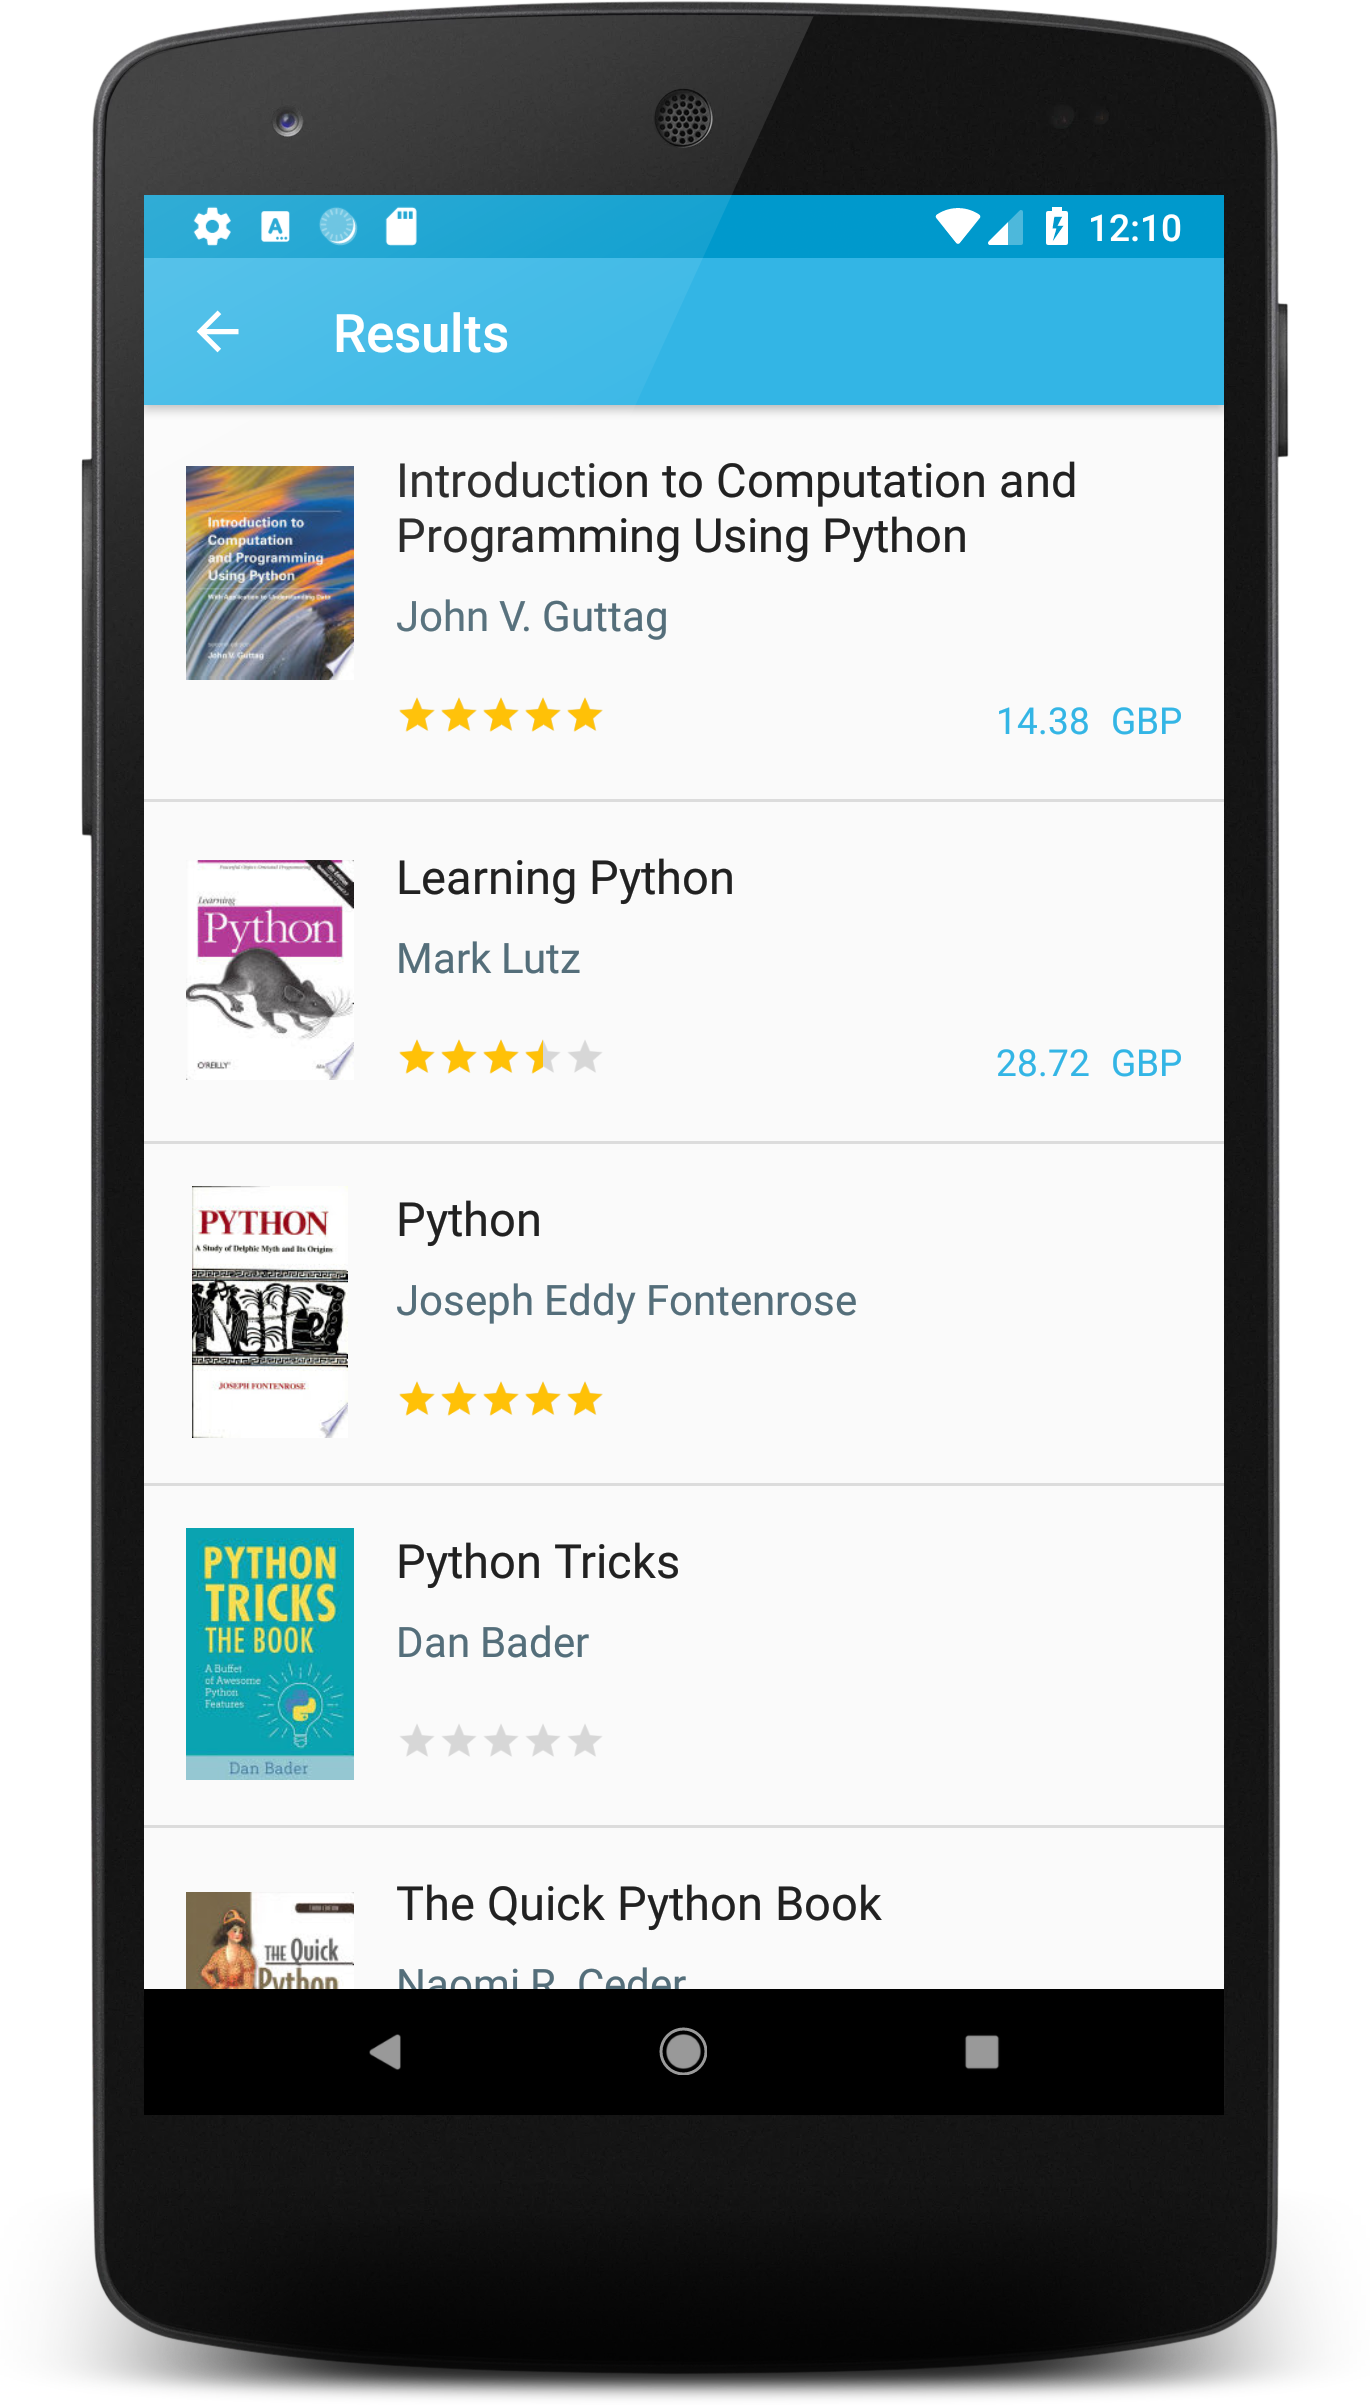 12:10
Results
Introduction to
Computation
and Programming
Using Python
With Application to Understanding Data
John V. Guttag
Introduction to Computation and
Programming Using Python
John V. Guttag
14.38 GBP
Learning
Python
O'REILLY
Learning Python
Mark Lutz
28.72 GBP
PYTHON
A Study of Delphic Myth and Its Origins
JOSEPH FONTENROSE
Python
Joseph Eddy Fontenrose
PYTHON
TRICKS
THE BOOK
A Buffet
of Awesome
Python
Features
Dan Bader
Python Tricks
Dan Bader
THE Quick
Python
The Quick Python Book
Naomi R. Ceder